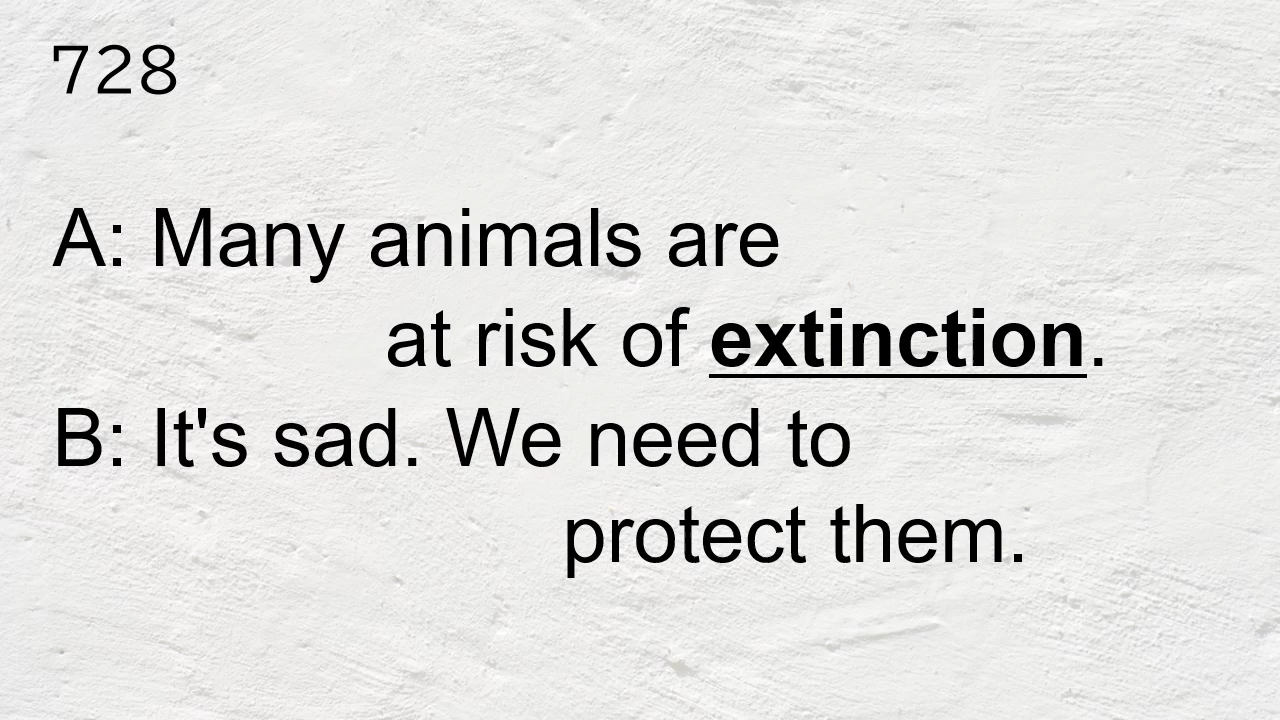 728
A: Many animals are
at risk of extinction.
B: It's sad. We need to
protect them.